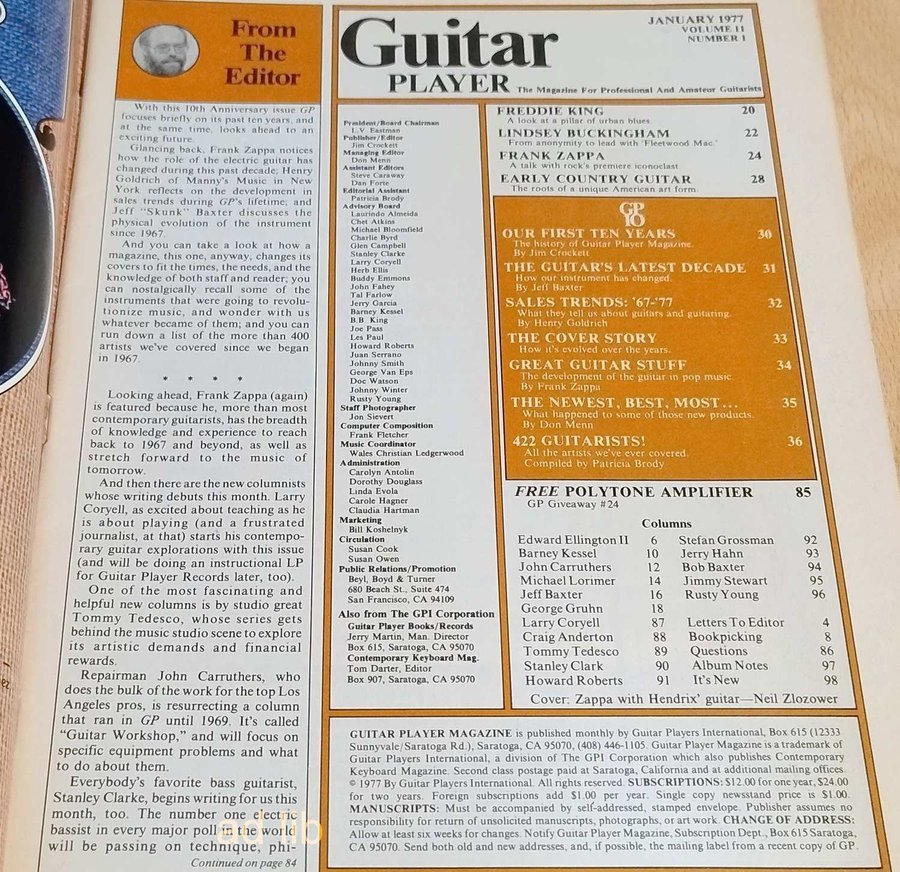 From
The
Editor
With this 10th Anniversary issue GP
focuses briefly on its past ten years, and
at the same time, looks ahead to an
exciting future.
Glancing back, Frank Zappa notices
how the role of the electric guitar has
changed during this past decade; Henry
Goldrich of Manny's Music in New
York reflects on the development in
sales trends during GP's lifetime; and
Jeff "Skunk" Baxter discusses the
physical evolution of the instrument
since 1967.
And you can take a look at how a
magazine, this one, anyway, changes its
covers to fit the times, the needs, and the
knowledge of both staff and reader; you
can nostalgically recall some of the
instruments that were going to revolu-
tionize music, and wonder with us
whatever became of them; and you can
run down a list of the more than 400
artists we've covered since we began
in 1967.
* * * *
Looking ahead, Frank Zappa (again)
is featured because he, more than most
contemporary guitarists, has the breadth
of knowledge and experience to reach
back to 1967 and beyond, as well as
stretch forward to the music of
tomorrow.
And then there are the new columnists
whose writing debuts this month. Larry
Coryell, as excited about teaching as he
is about playing (and a frustrated
journalist, at that) starts his contempo-
rary guitar explorations with this issue
(and will be doing an instructional LP
for Guitar Player Records later, too).
One of the most fascinating and
helpful new columns is by studio great
Tommy Tedesco, whose series gets
behind the music studio scene to explore
its artistic demands and financial
rewards.
Repairman John Carruthers, who
does the bulk of the work for the top Los
Angeles pros, is resurrecting a column
that ran in GP until 1969. It's called
"Guitar Workshop," and will focus on
specific equipment problems and what
to do about them.
Everybody's favorite bass guitarist,
Stanley Clarke, begins writing for us this
month, too. The number one electric
bassist in every major poll in the world
will be passing on technique, phi-
Continued on page 84
ad lib
Guitar
PLAYER
The Magazine For Professional And Amateur Guitarists
JANUARY 1977
VOLUME 11
NUMBER 1
President/Board Chairman
L.V. Eastman
Publisher/Editor
Jim Crockett
Managing Editor
Don Menn
Assistant Editors
Steve Caraway
Dan Forte
Editorial Assistant
Patricia Brody
Advisory Board
Laurindo Almeida
Chet Atkins
Michael Bloomfield
Charlie Byrd
Glen Campbell
Stanley Clarke
Larry Coryell
Herb Ellis
Buddy Emmons
John Fahey
Tal Farlow
Jerry Garcia
Barney Kessel
B.B. King
Joe Pass
Les Paul
Howard Roberts
Juan Serrano
Johnny Smith
George Van Eps
Doc Watson
Johnny Winter
Rusty Young
Staff Photographer
Jon Sievert
Computer Composition
Frank Fletcher
Music Coordinator
Wales Christian Ledgerwood
Administration
Carolyn Antolin
Dorothy Douglass
Linda Evola
Carole Hagner
Claudia Hartman
Marketing
Bill Koshelnyk
Circulation
Susan Cook
Susan Owen
Public Relations/Promotion
Beyl, Boyd & Turner
680 Beach St., Suite 474
San Francisco, CA 94109
Also from The GPI Corporation
Guitar Player Books/Records
Jerry Martin, Man. Director
Box 615, Saratoga, CA 95070
Contemporary Keyboard Mag.
Tom Darter, Editor
Box 907, Saratoga, CA 95070
FREDDIE KING 20
A look at a pillar of urban blues.
LINDSEY BUCKINGHAM 22
From anonymity to lead with 'Fleetwood Mac.'
FRANK ZAPPA 24
A talk with rock's premiere iconoclast
EARLY COUNTRY GUITAR 28
The roots of a unique American art form.
GP
10
OUR FIRST TEN YEARS 30
The history of Guitar Player Magazine.
By Jim Crockett
THE GUITAR'S LATEST DECADE 31
How our instrument has changed.
By Jeff Baxter
SALES TRENDS: '67-'77 32
What they tell us about guitars and guitaring.
By Henry Goldrich
THE COVER STORY 33
How it's evolved over the years.
GREAT GUITAR STUFF 34
The development of the guitar in pop music.
By Frank Zappa
THE NEWEST, BEST, MOST... 35
What happened to some of those new products.
By Don Menn
422 GUITARISTS! 36
All the artists we've ever covered.
Compiled by Patricia Brody
FREE POLYTONE AMPLIFIER 85
GP Giveaway #24
Columns
Edward Ellington II 6
Barney Kessel 10
John Carruthers 12
Michael Lorimer 14
Jeff Baxter 16
George Gruhn 18
Larry Coryell 87
Craig Anderton 88
Tommy Tedesco 89
Stanley Clark 90
Howard Roberts 91
Stefan Grossman 92
Jerry Hahn 93
Bob Baxter 94
Jimmy Stewart 95
Rusty Young 96
Letters To Editor 4
Bookpicking 8
Questions 86
Album Notes 97
It's New 98
Cover: Zappa with Hendrix' guitar—Neil Zlozower
GUITAR PLAYER MAGAZINE is published monthly by Guitar Players International, Box 615 (12333
Sunnyvale/Saratoga Rd.), Saratoga, CA 95070, (408) 446-1105. Guitar Player Magazine is a trademark of
Guitar Players International, a division of The GPI Corporation which also publishes Contemporary
Keyboard Magazine. Second class postage paid at Saratoga, California and at additional mailing offices.
© 1977 By Guitar Players International. All rights reserved. SUBSCRIPTIONS: $12.00 for one year, $24.00
for two years. Foreign subscriptions add $1.00 per year. Single copy newsstand price is $1.00.
MANUSCRIPTS: Must be accompanied by self-addressed, stamped envelope. Publisher assumes no
responsibility for return of unsolicited manuscripts, photographs, or art work. CHANGE OF ADDRESS:
Allow at least six weeks for changes. Notify Guitar Player Magazine, Subscription Dept., Box 615 Saratoga,
CA 95070. Send both old and new addresses, and, if possible, the mailing label from a recent copy of GP.